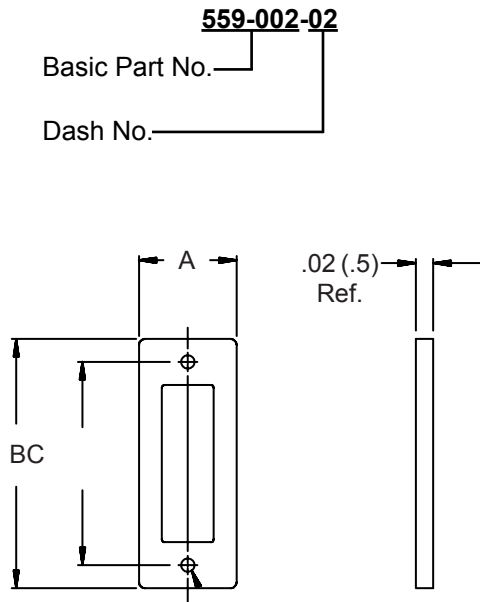 559-002-02
Basic Part No.
Dash No.
A
.02 (.5)
Ref.
BC